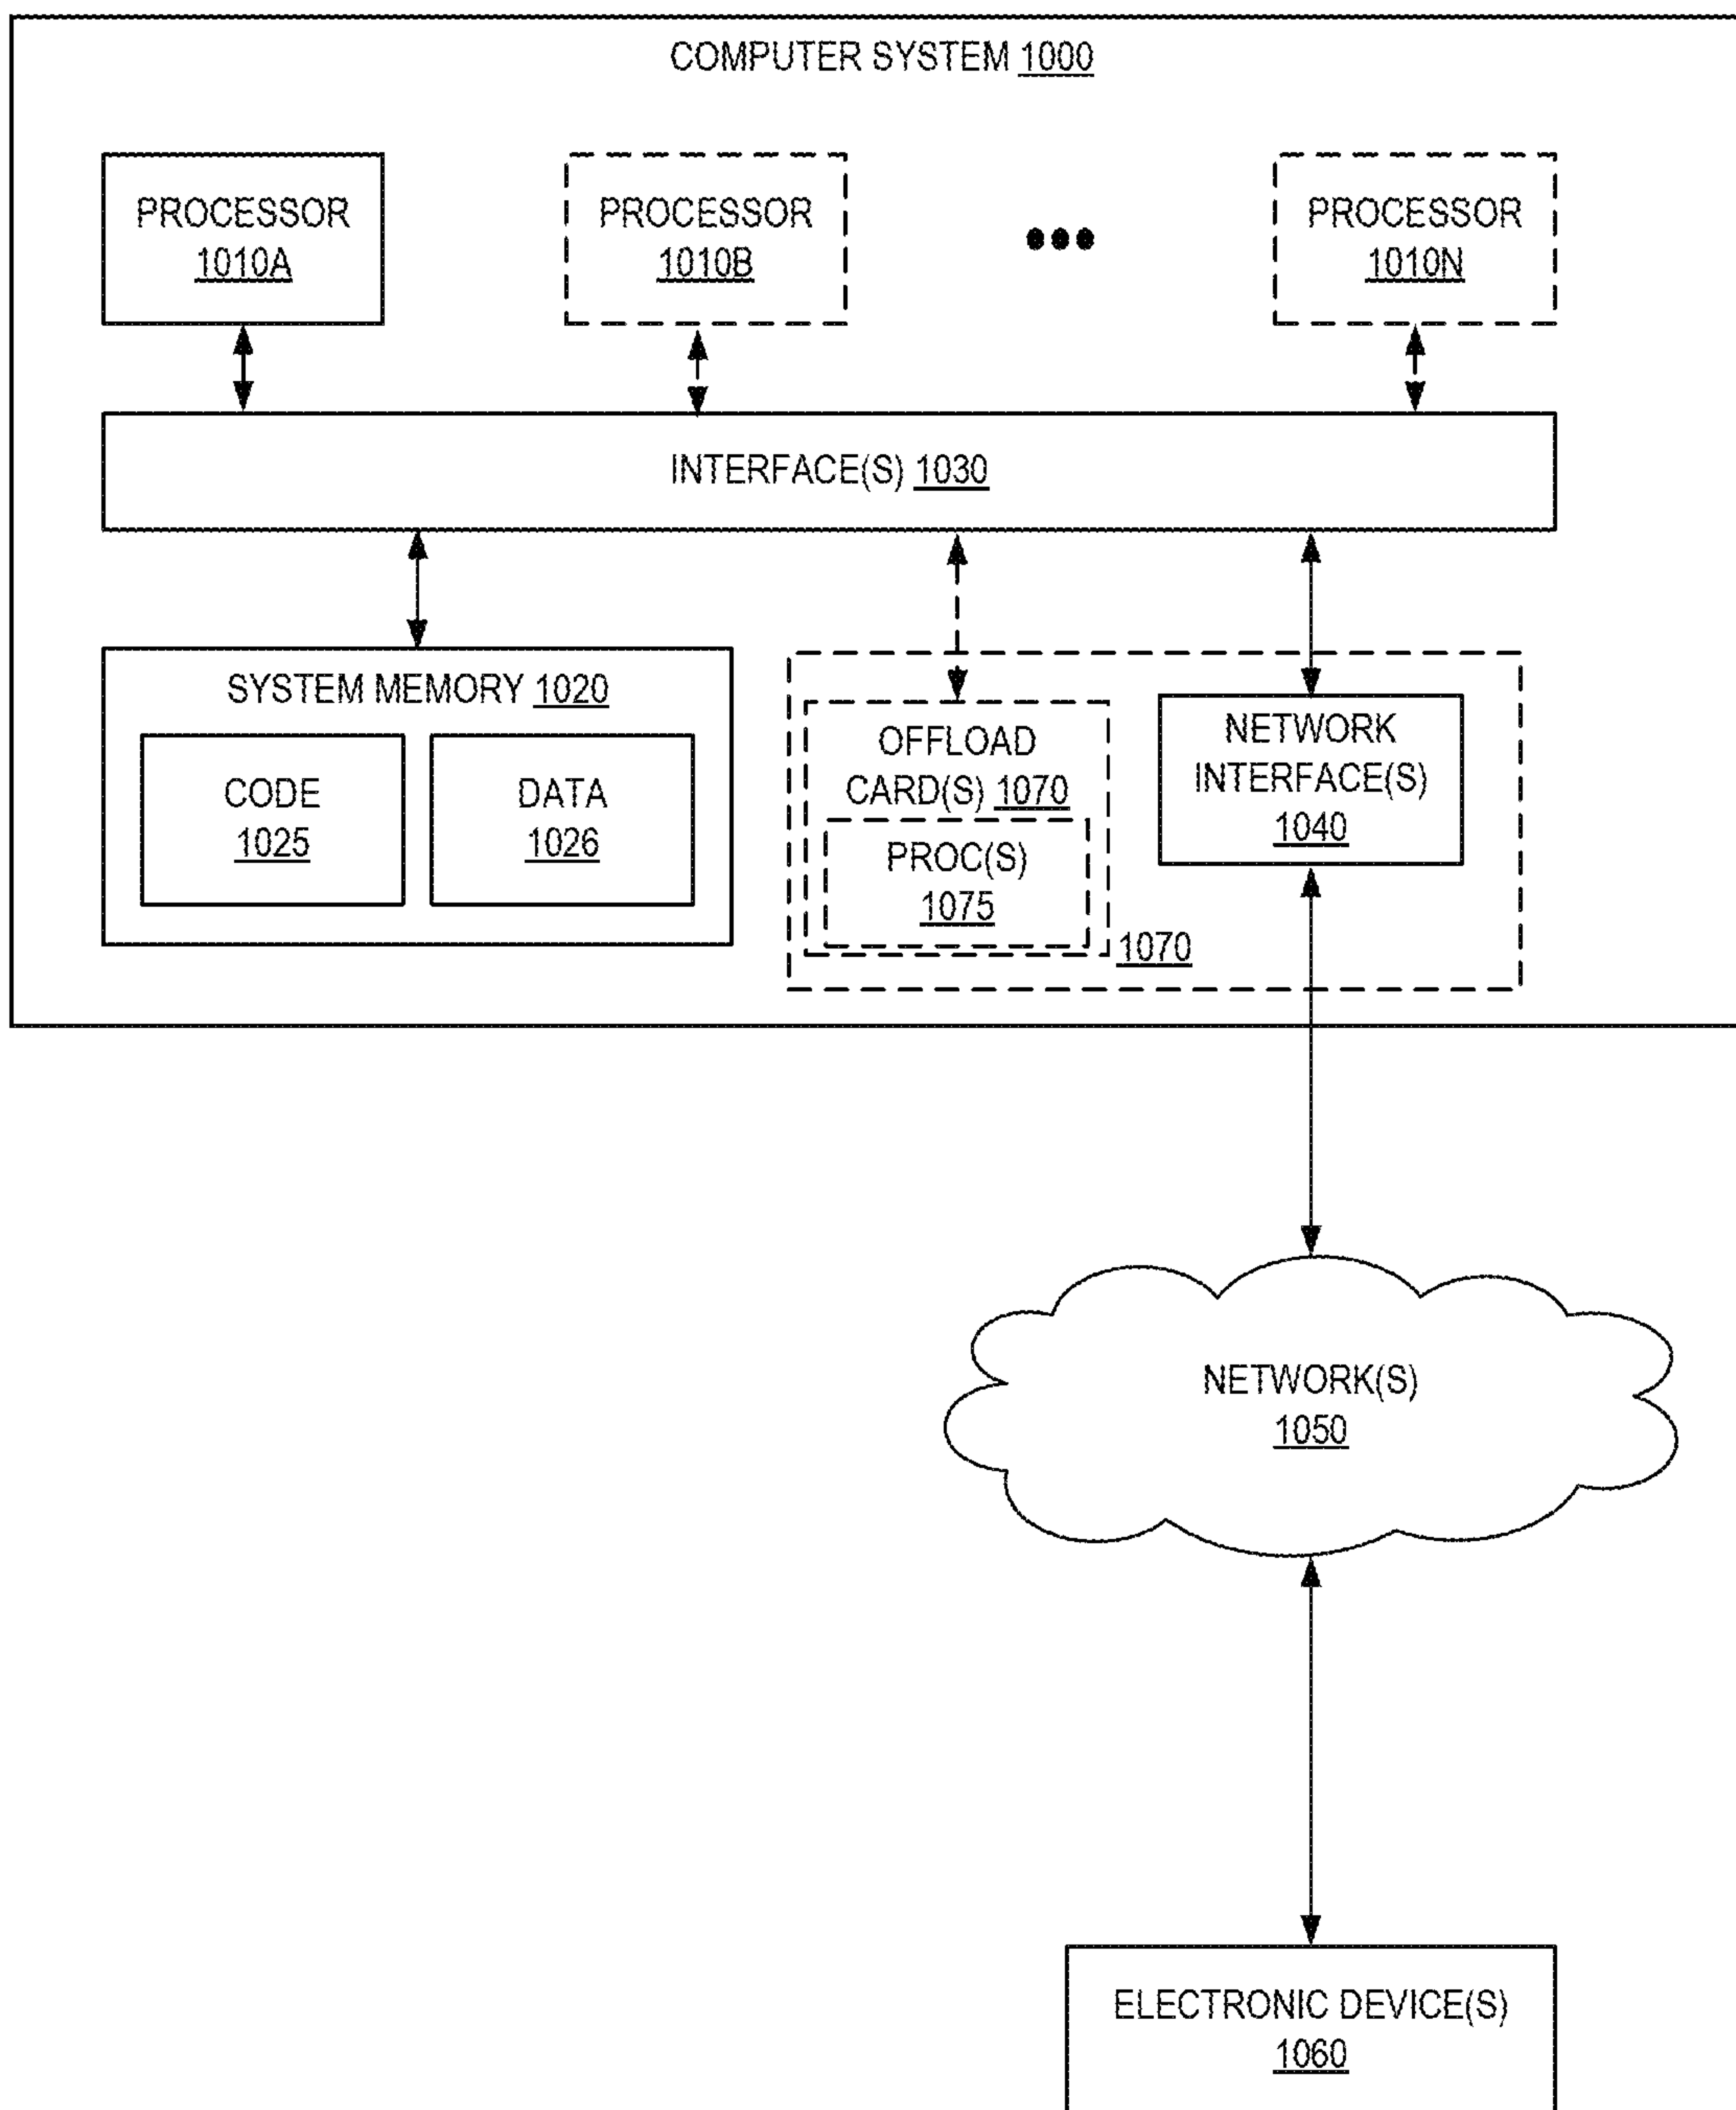 COMPUTER SYSTEM 1000
PROCESSOR
1010A
PROCESSOR
1010B
PROCESSOR
1010N
INTERFACE(S) 1030
SYSTEM MEMORY 1020
CODE
1025
DATA
1026
OFFLOAD
CARD(S) 1070
PROC(S)
1075
1070
NETWORK
INTERFACE(S)
1040
NETWORK(S)
1050
ELECTRONIC DEVICE(S)
1060